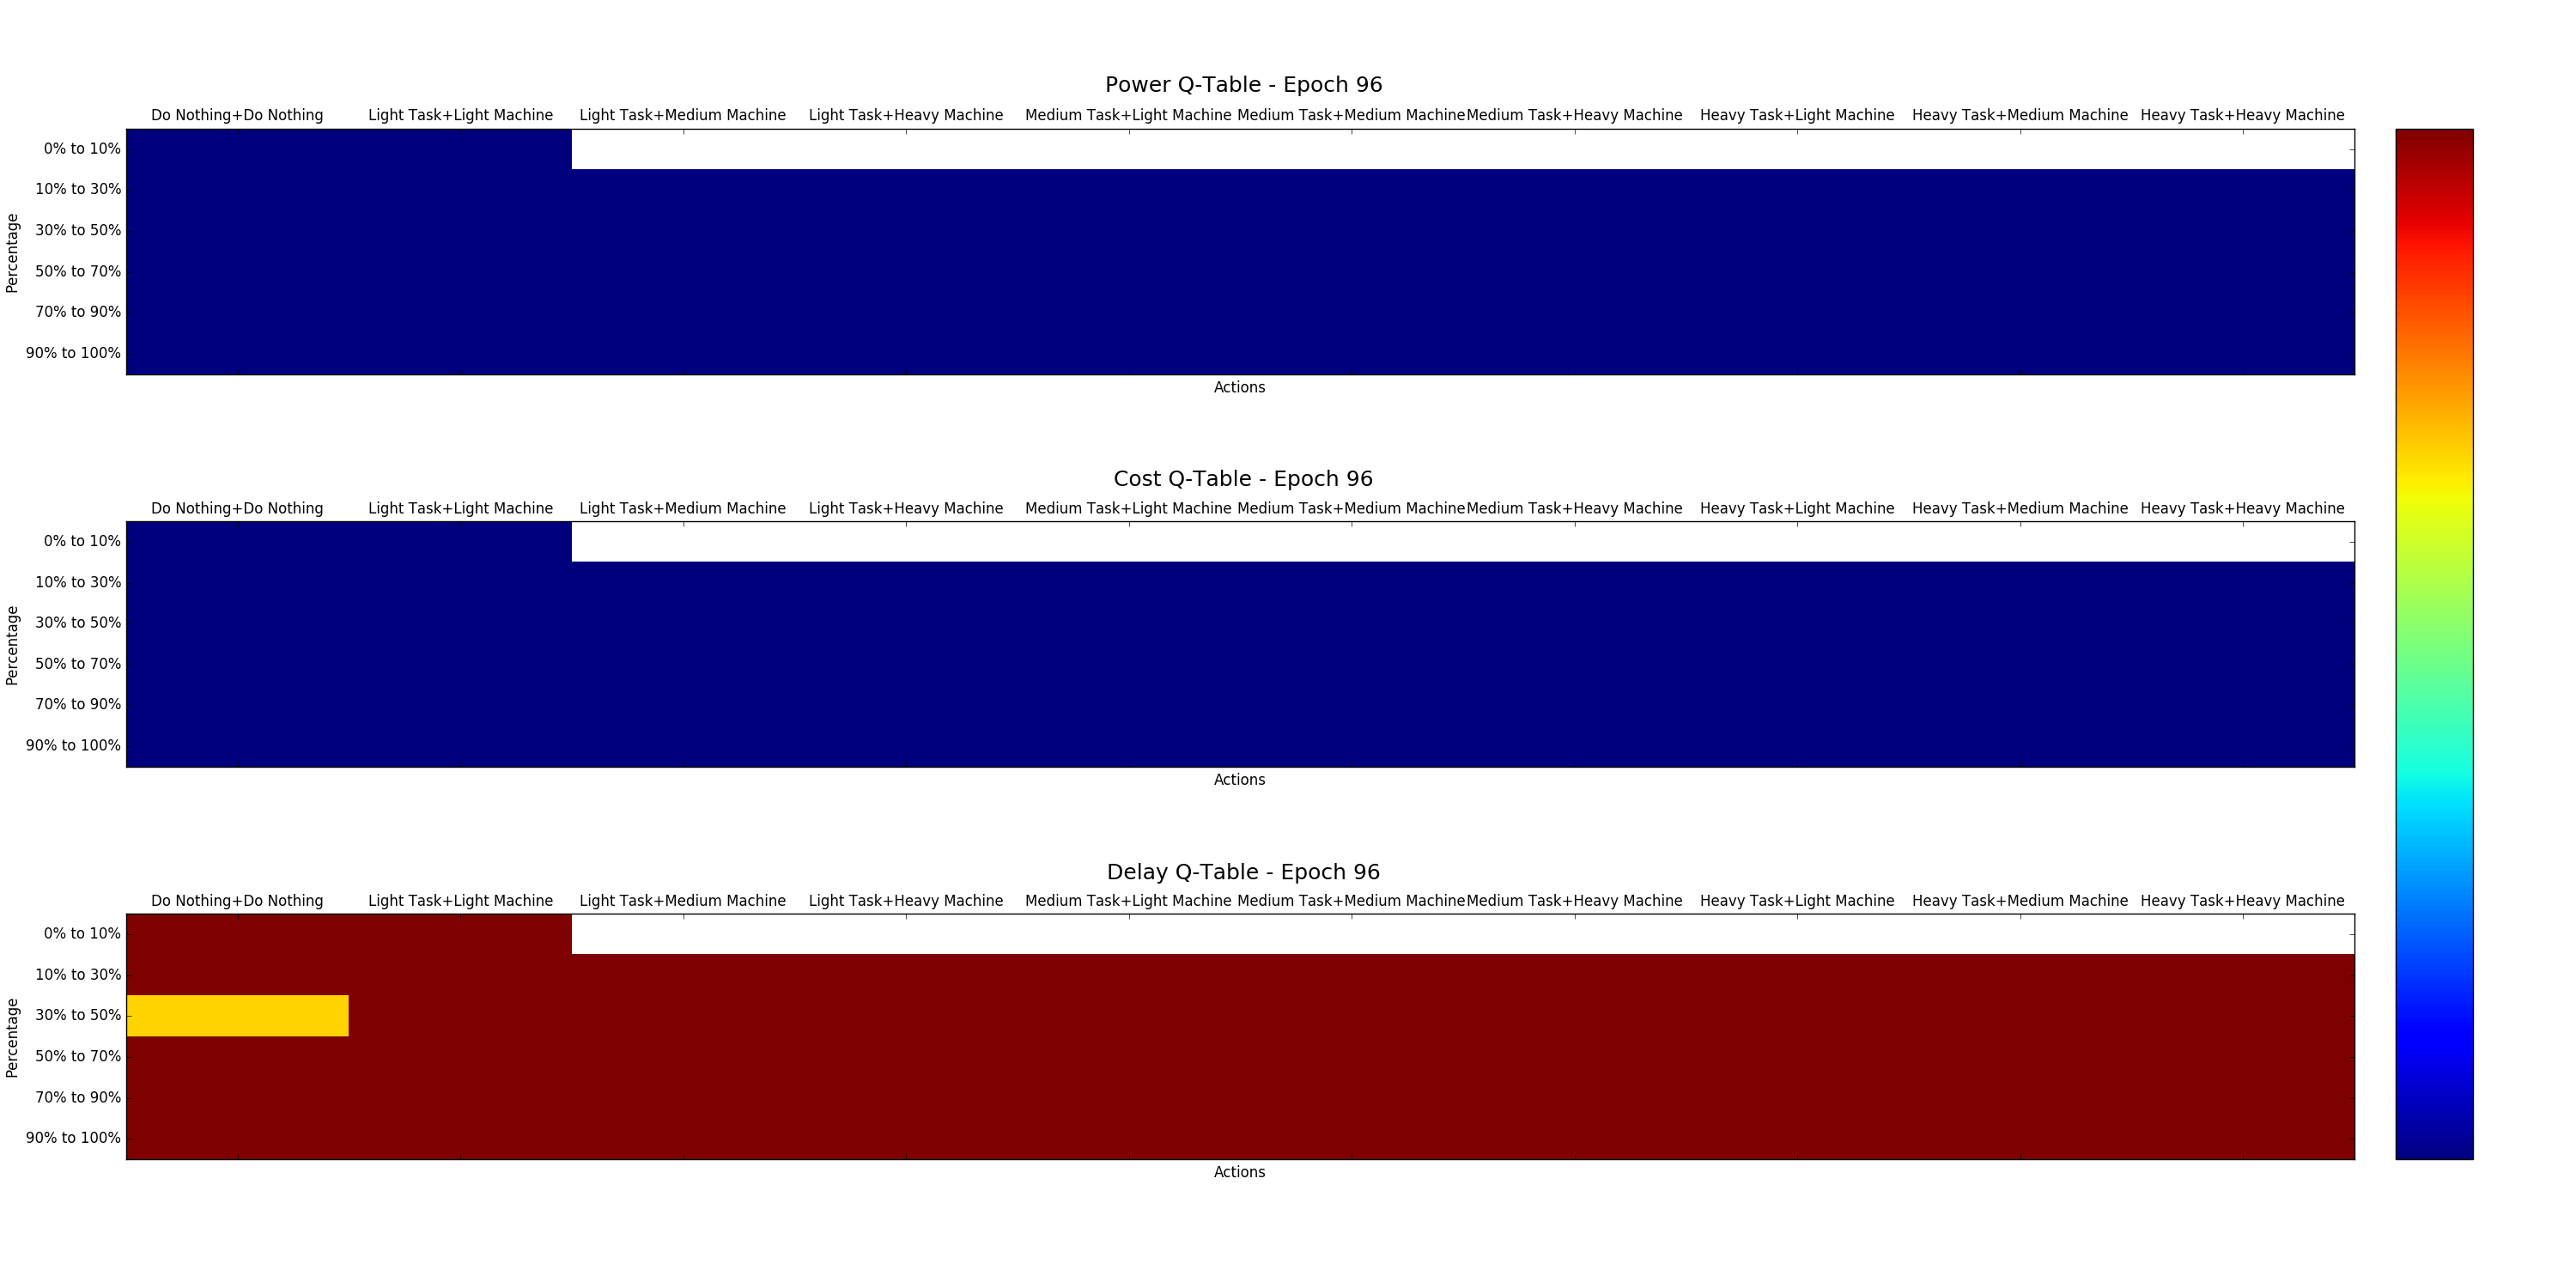 Power Q-Table - Epoch 96
Do Nothing+Do Nothing Light Task+Light Machine Light Task+Medium Machine Light Task+Heavy Machine Medium Task+Light Machine Medium Task+Medium Machine Medium Task+Heavy Machine Heavy Task+Light Machine Heavy Task+Medium Machine Heavy Task+Heavy Machine
Percentage
0% to 10%
10% to 30%
30% to 50%
50% to 70%
70% to 90%
90% to 100%
Actions
Cost Q-Table - Epoch 96
Do Nothing+Do Nothing Light Task+Light Machine Light Task+Medium Machine Light Task+Heavy Machine Medium Task+Light Machine Medium Task+Medium Machine Medium Task+Heavy Machine Heavy Task+Light Machine Heavy Task+Medium Machine Heavy Task+Heavy Machine
Percentage
0% to 10%
10% to 30%
30% to 50%
50% to 70%
70% to 90%
90% to 100%
Actions
Delay Q-Table - Epoch 96
Do Nothing+Do Nothing Light Task+Light Machine Light Task+Medium Machine Light Task+Heavy Machine Medium Task+Light Machine Medium Task+Medium Machine Medium Task+Heavy Machine Heavy Task+Light Machine Heavy Task+Medium Machine Heavy Task+Heavy Machine
Percentage
0% to 10%
10% to 30%
30% to 50%
50% to 70%
70% to 90%
90% to 100%
Actions